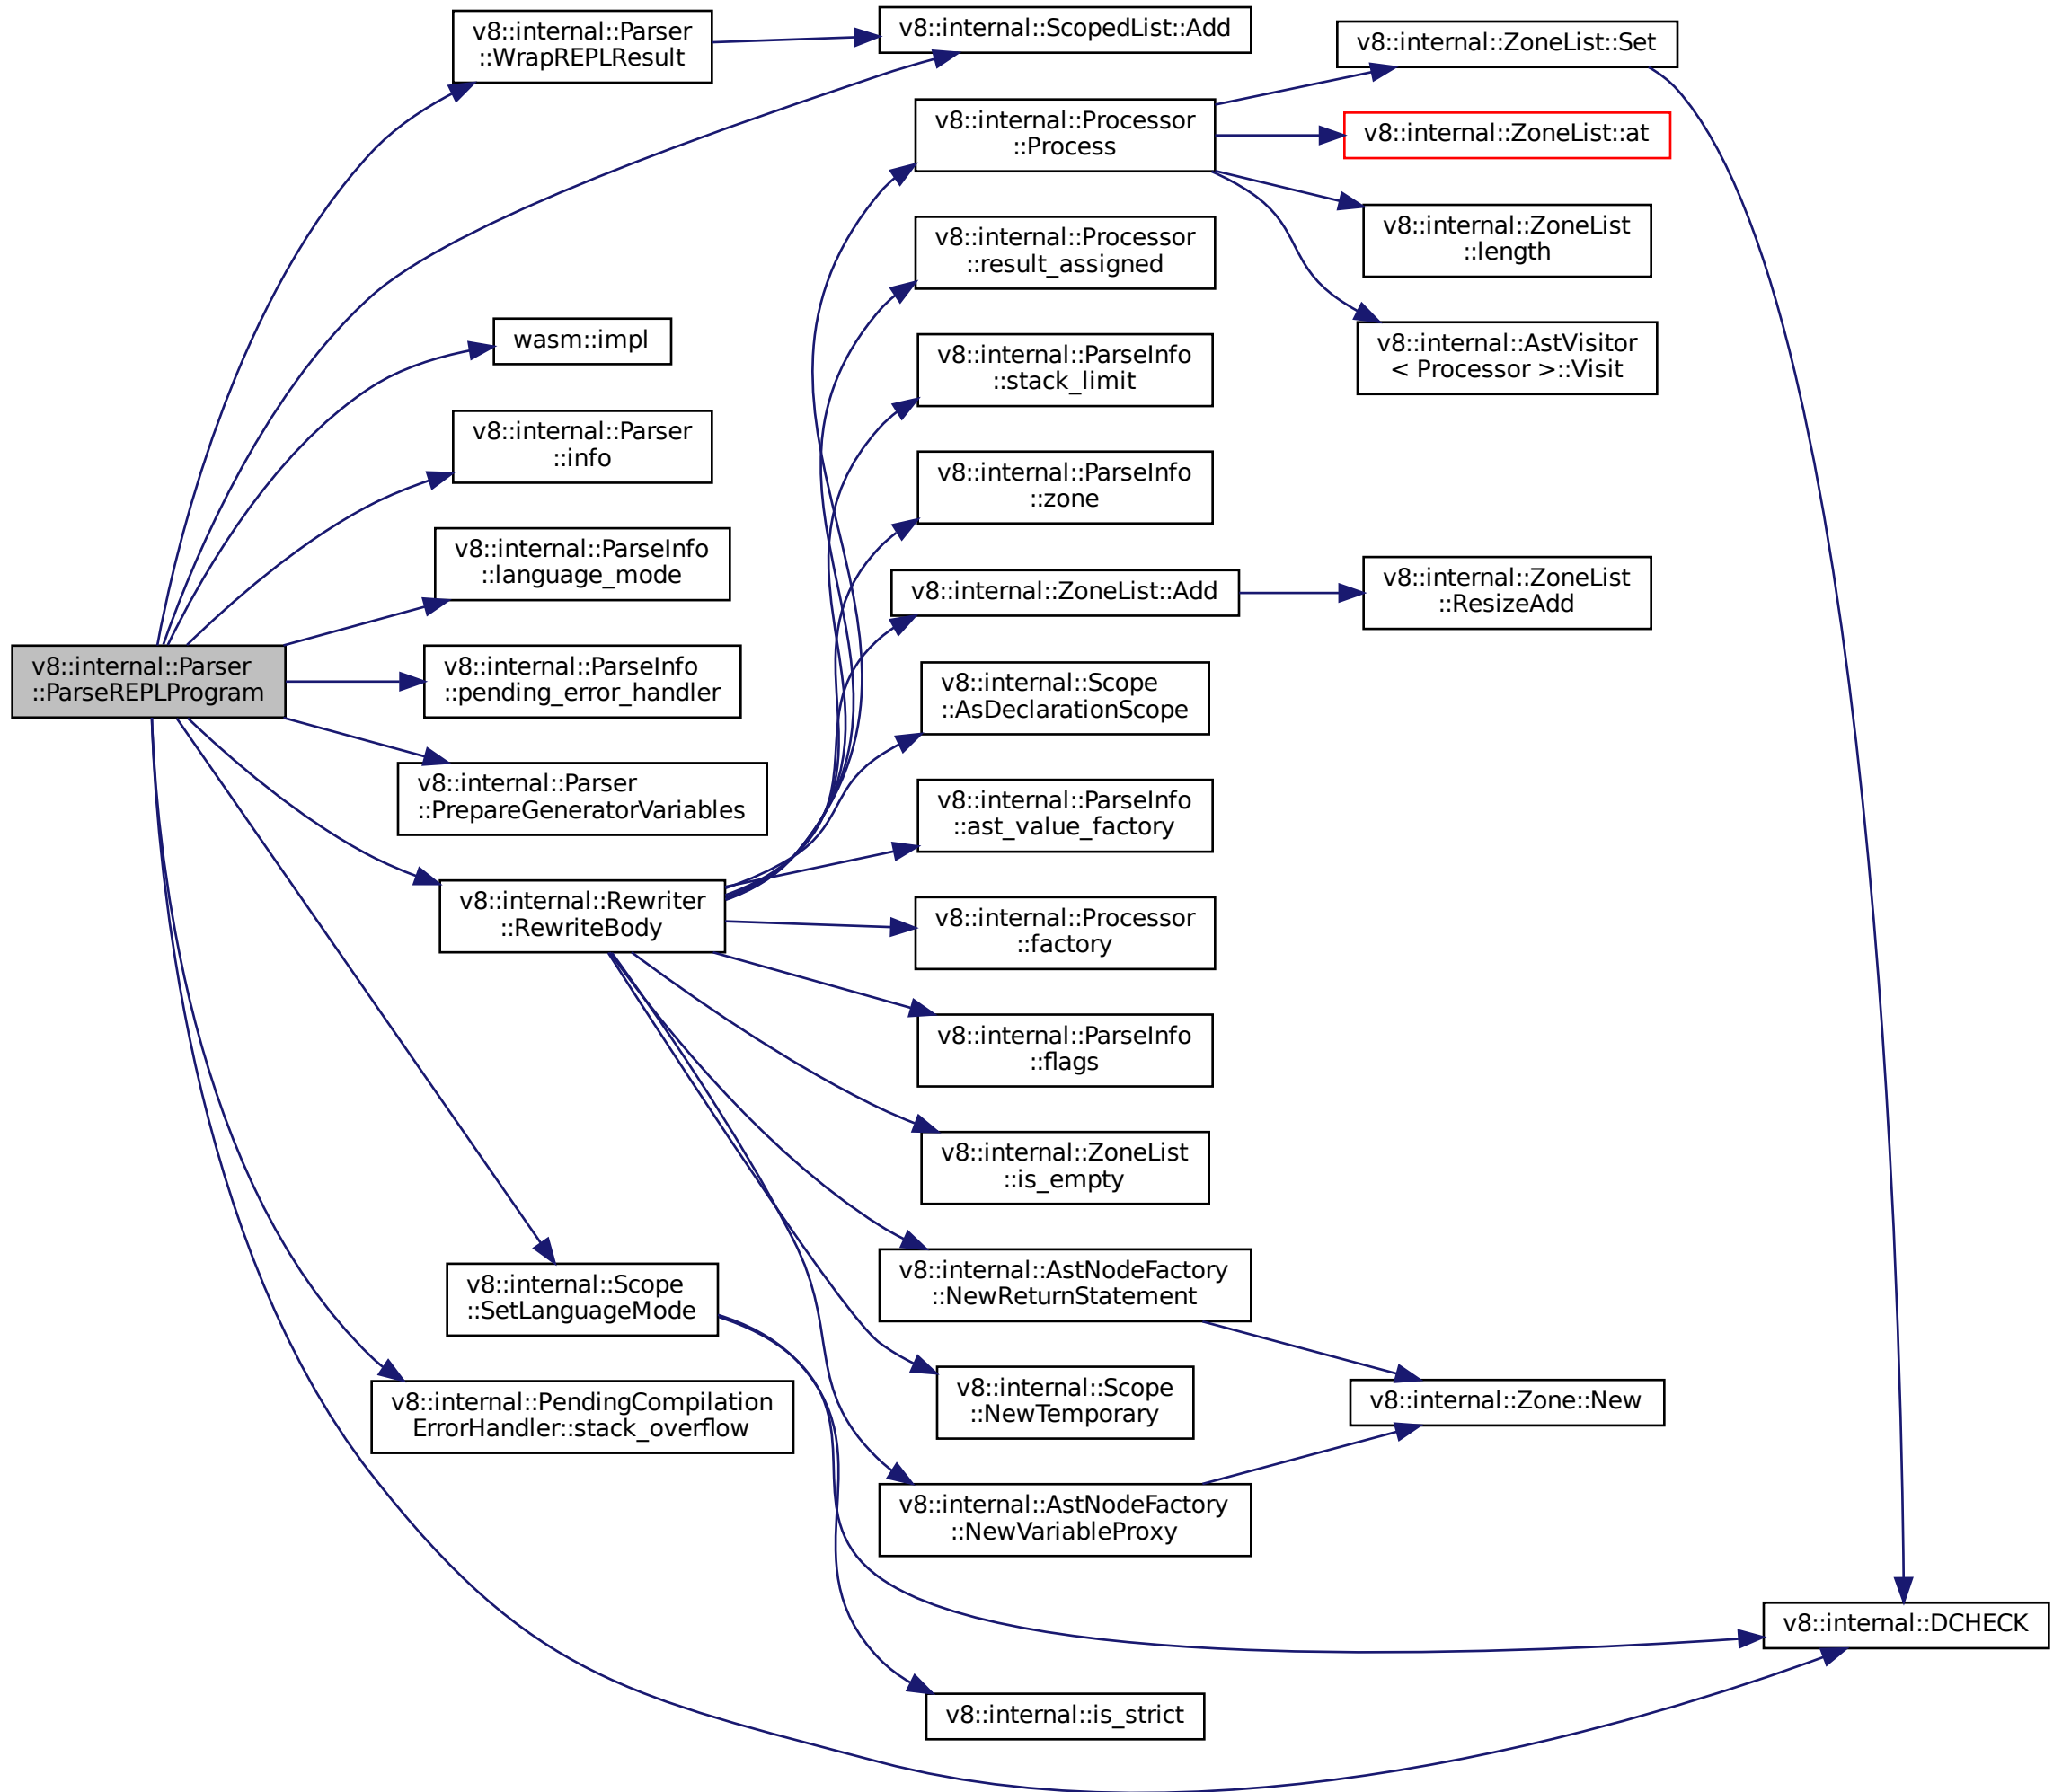 v8::internal::Parser
::ParseREPLProgram
v8::internal::Parser
::WrapREPLResult
wasm::impl
v8::internal::Parser
::info
v8::internal::ParseInfo
::language_mode
v8::internal::ParseInfo
::pending_error_handler
v8::internal::Parser
::PrepareGeneratorVariables
v8::internal::Rewriter
::RewriteBody
v8::internal::Scope
::SetLanguageMode
v8::internal::PendingCompilation
ErrorHandler::stack_overflow
v8::internal::ScopedList::Add
v8::internal::Processor
::Process
v8::internal::Processor
::result_assigned
v8::internal::ParseInfo
::stack_limit
v8::internal::ParseInfo
::zone
v8::internal::ZoneList::Add
v8::internal::Scope
::AsDeclarationScope
v8::internal::ParseInfo
::ast_value_factory
v8::internal::Processor
::factory
v8::internal::ParseInfo
::flags
v8::internal::ZoneList
::is_empty
v8::internal::AstNodeFactory
::NewReturnStatement
v8::internal::Scope
::NewTemporary
v8::internal::AstNodeFactory
::NewVariableProxy
v8::internal::is_strict
v8::internal::ZoneList::Set
v8::internal::ZoneList::at
v8::internal::ZoneList
::length
v8::internal::AstVisitor
< Processor >::Visit
v8::internal::ZoneList
::ResizeAdd
v8::internal::Zone::New
v8::internal::DCHECK